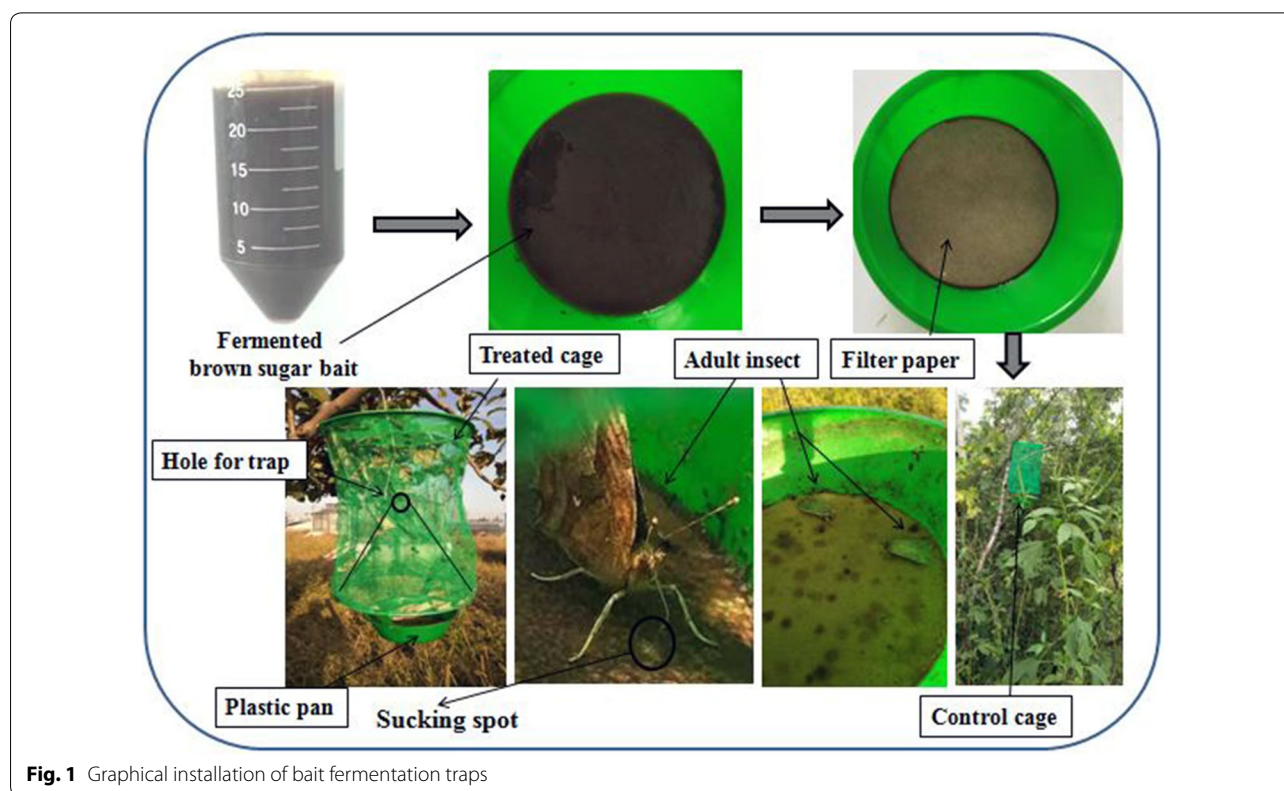 25
20
15
10
5
Fermented
brown sugar bait
Treated cage
Adult insect
Filter paper
Hole for trap
Plastic pan
Sucking spot
Control cage
Fig. 1 Graphical installation of bait fermentation traps